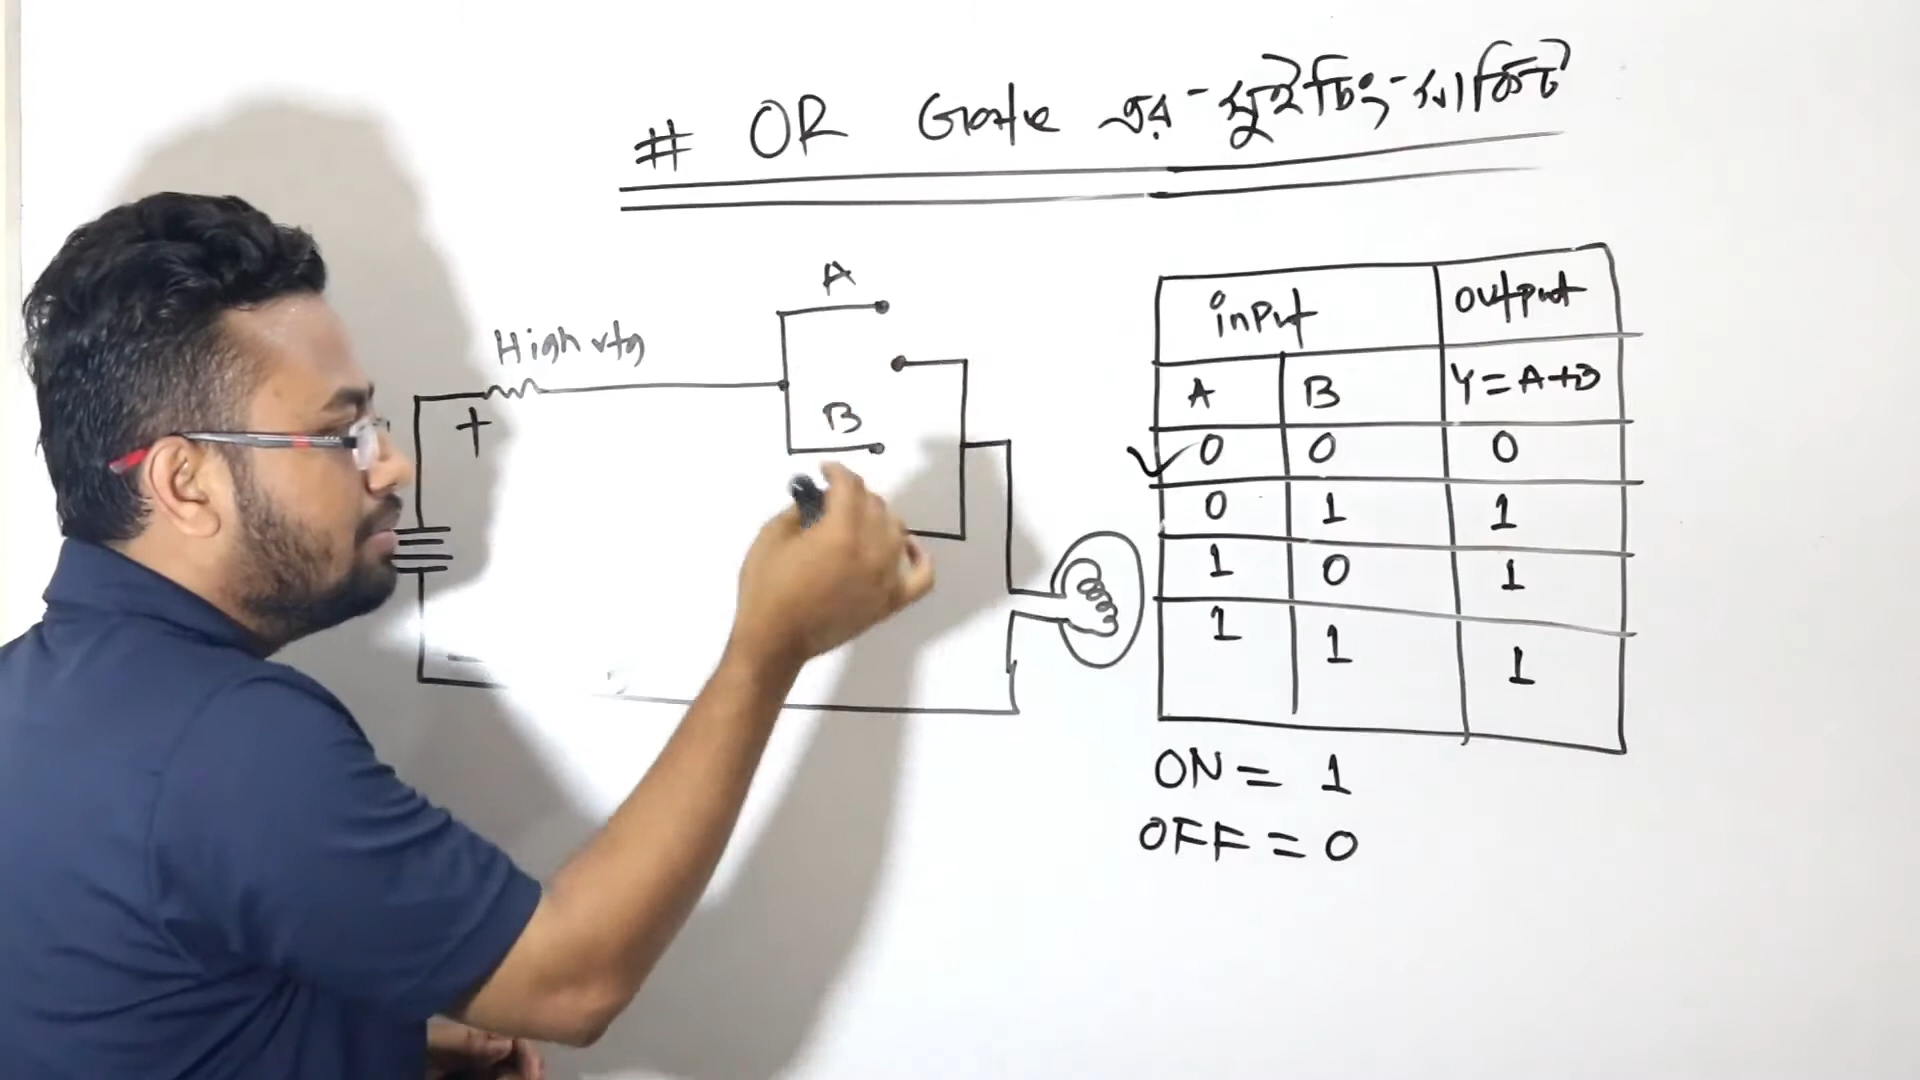 # OR Gate এর সুইচিং সার্কিট
A
High vtg
+
B
-
input output
A B Y = A+B
0 0 0
0 1 1
1 0 1
1 1 1
ON = 1
OFF = 0